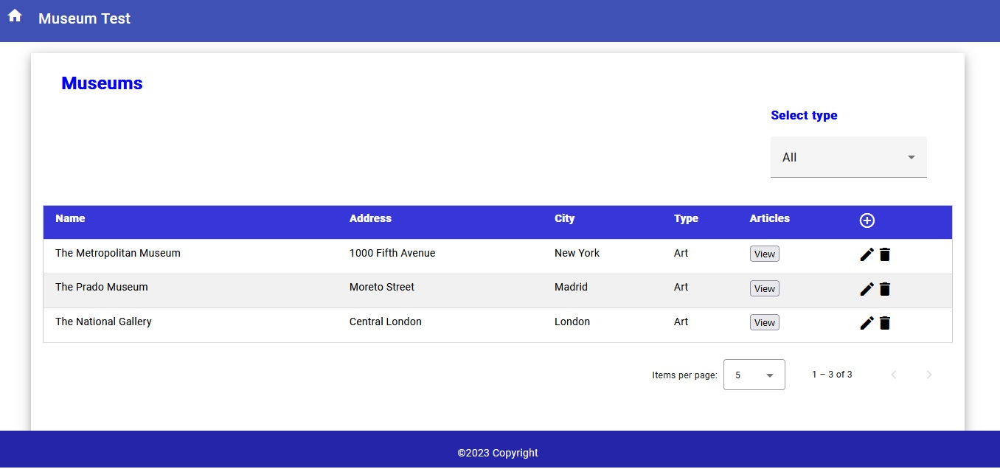 Museum Test
Museums
Select type
All
Name Address City Type Articles
The Metropolitan Museum 1000 Fifth Avenue New York Art View
The Prado Museum Moreto Street Madrid Art View
The National Gallery Central London London Art View
Items per page: 5 1 – 3 of 3
©2023 Copyright